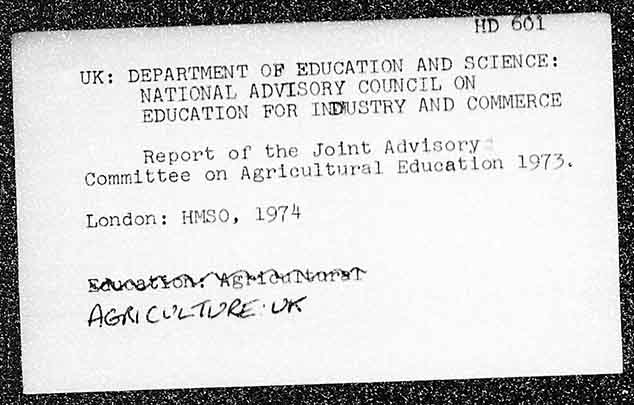 HD 601
UK: DEPARTMENT OF EDUCATION AND SCIENCE:
NATIONAL ADVISORY COUNCIL ON
EDUCATION FOR INDUSTRY AND COMMERCE
Report of the Joint Advisory
Committee on Agricultural Education 1973.
London: HMSO, 1974
Education: Agricultural
AGRICULTURE: UK